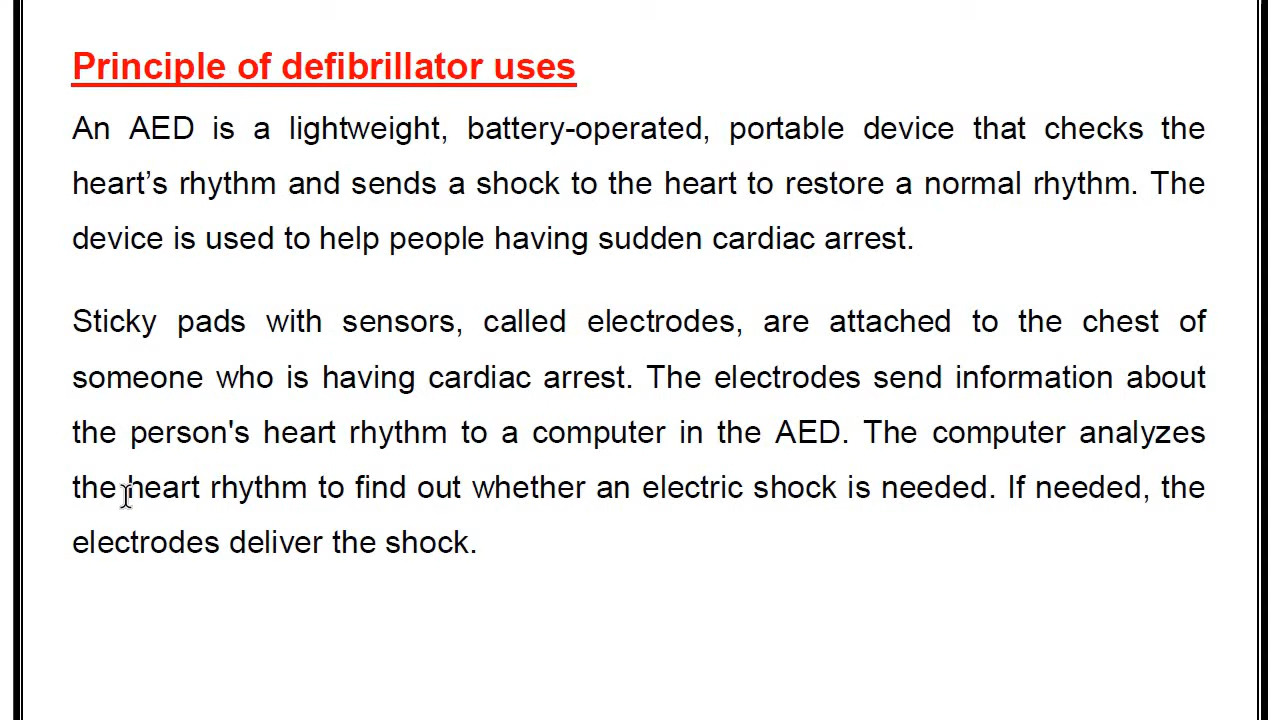 Principle of defibrillator uses
An AED is a lightweight, battery-operated, portable device that checks the
heart’s rhythm and sends a shock to the heart to restore a normal rhythm. The
device is used to help people having sudden cardiac arrest.
Sticky pads with sensors, called electrodes, are attached to the chest of
someone who is having cardiac arrest. The electrodes send information about
the person's heart rhythm to a computer in the AED. The computer analyzes
the heart rhythm to find out whether an electric shock is needed. If needed, the
electrodes deliver the shock.